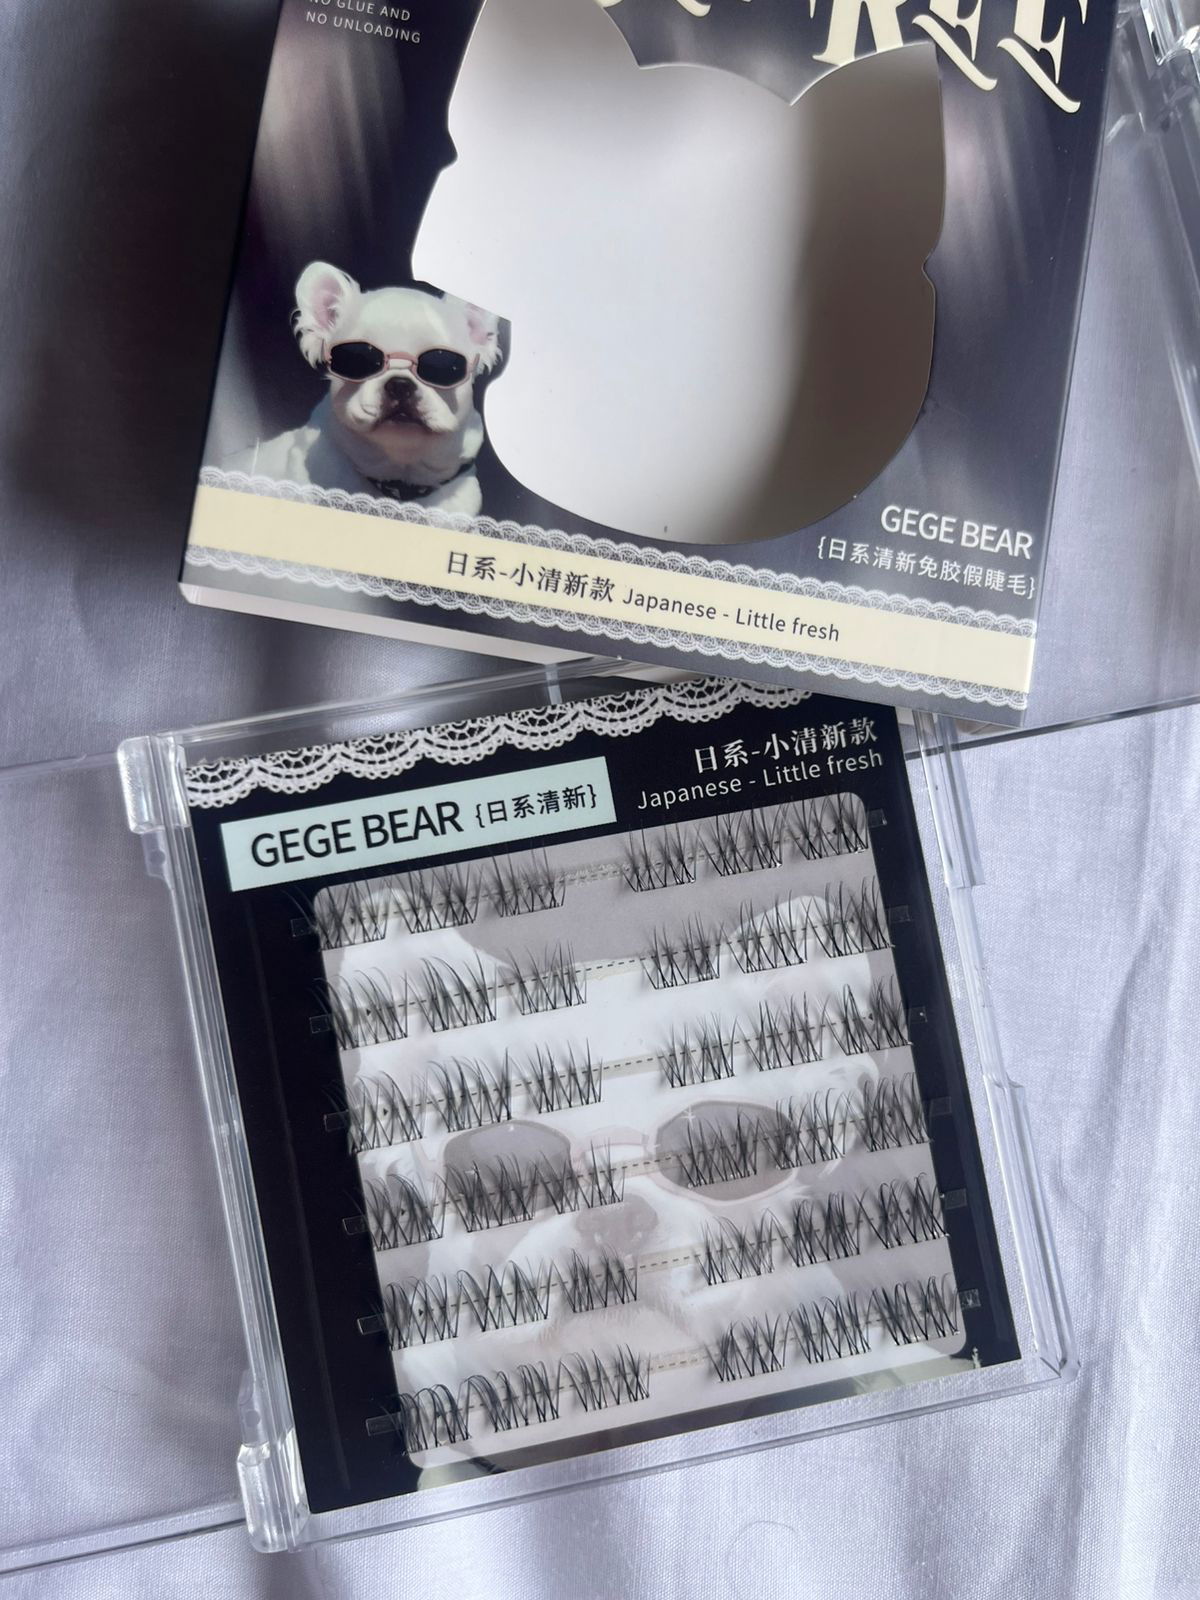 NO GLUE AND
NO UNLOADING
GEGE BEAR
{日系清新免胶假睫毛}
日系-小清新款 Japanese - Little fresh
日系-小清新款
Japanese - Little fresh
GEGE BEAR {日系清新}